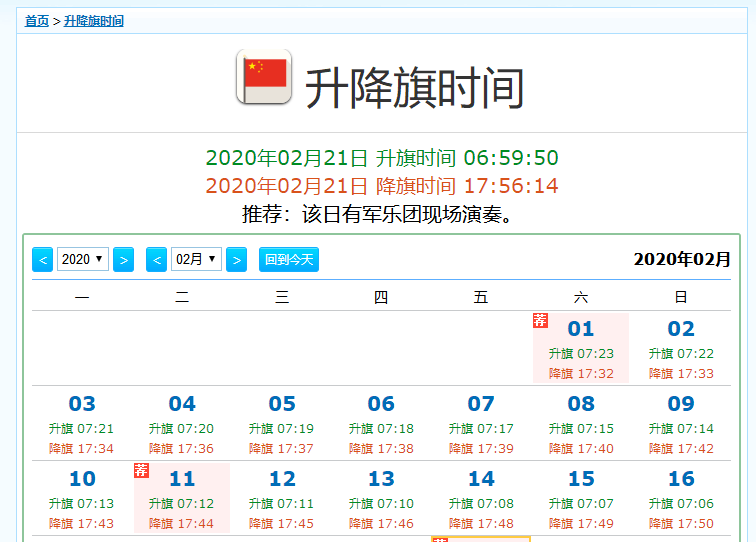 首页 > 升降旗时间
升降旗时间
2020年02月21日 升旗时间 06:59:50
2020年02月21日 降旗时间 17:56:14
推荐：该日有军乐团现场演奏。
< 2020 ▼ > < 02月 ▼ > 回到今天 2020年02月
一 二 三 四 五 六 日
荐 01 02
升旗 07:23 升旗 07:22
降旗 17:32 降旗 17:33
03 04 05 06 07 08 09
升旗 07:21 升旗 07:20 升旗 07:19 升旗 07:18 升旗 07:17 升旗 07:15 升旗 07:14
降旗 17:34 降旗 17:36 降旗 17:37 降旗 17:38 降旗 17:39 降旗 17:40 降旗 17:42
10 荐 11 12 13 14 15 16
升旗 07:13 升旗 07:12 升旗 07:11 升旗 07:10 升旗 07:08 升旗 07:07 升旗 07:06
降旗 17:43 降旗 17:44 降旗 17:45 降旗 17:46 降旗 17:48 降旗 17:49 降旗 17:50